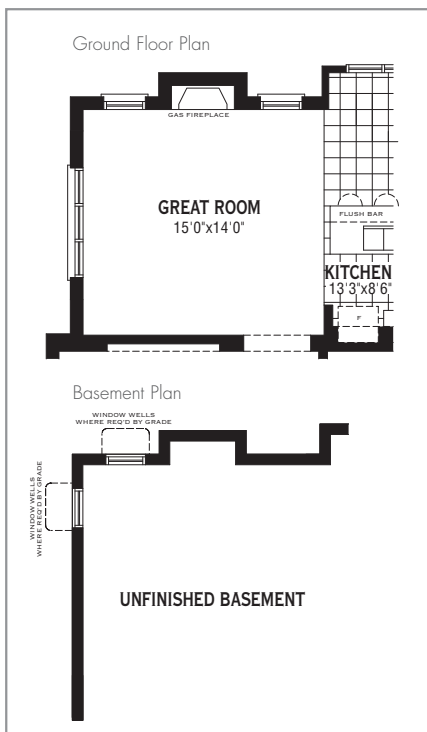 Ground Floor Plan
GAS FIREPLACE
GREAT ROOM
15'0"x14'0"
FLUSH BAR
KITCHEN
13'3"x8'6"
F
Basement Plan
WINDOW WELLS
WHERE REQ'D BY GRADE
WINDOW WELLS
WHERE REQ'D BY GRADE
UNFINISHED BASEMENT